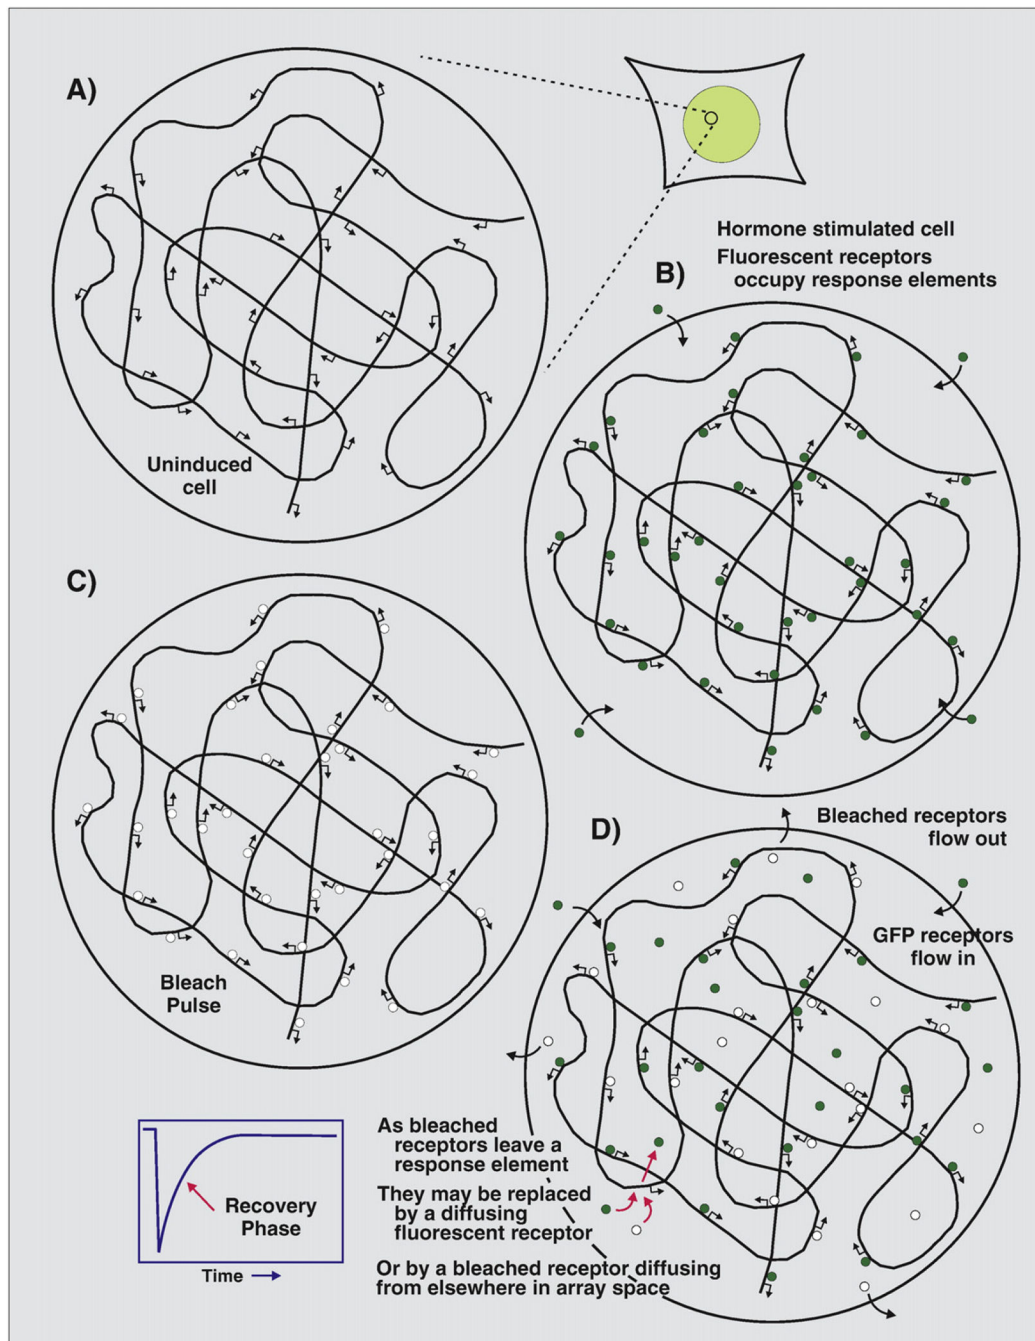 A)
Uninduced
cell
Hormone stimulated cell
B)
Fluorescent receptors
occupy response elements
C)
Bleach
Pulse
D)
Bleached receptors
flow out
GFP receptors
flow in
Recovery
Phase
Time
As bleached
receptors leave a
response element
They may be replaced
by a diffusing
fluorescent receptor
Or by a bleached receptor diffusing
from elsewhere in array space